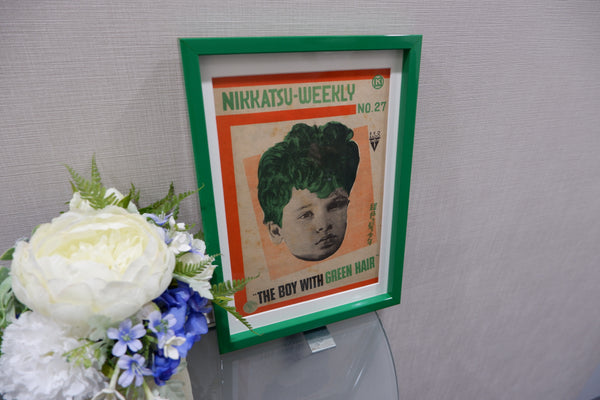 NIKKATSU-WEEKLY
NO.27
"THE BOY WITH GREEN HAIR"